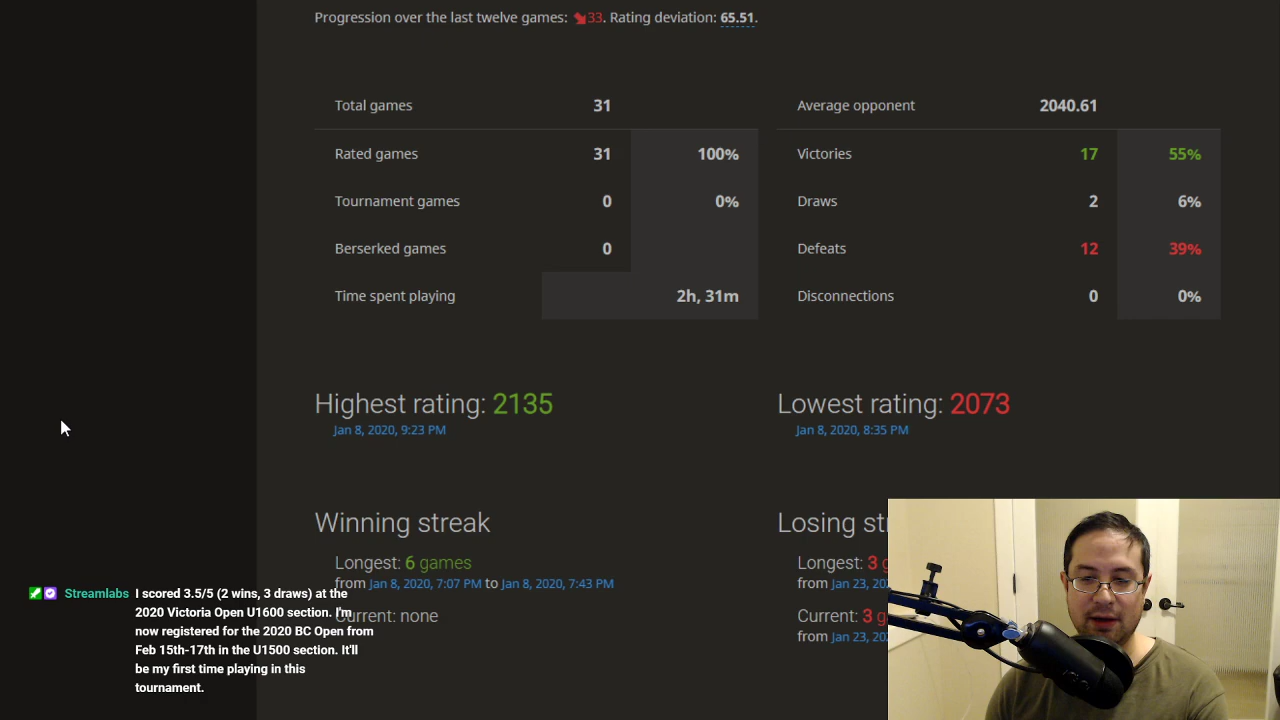 Progression over the last twelve games: 33. Rating deviation: 65.51.
Total games 31
Average opponent 2040.61
Rated games 31 100%
Victories 17 55%
Tournament games 0 0%
Draws 2 6%
Berserked games 0
Defeats 12 39%
Time spent playing 2h, 31m
Disconnections 0 0%
Highest rating: 2135
Jan 8, 2020, 9:23 PM
Lowest rating: 2073
Jan 8, 2020, 8:35 PM
Winning streak
Longest: 6 games
from Jan 8, 2020, 7:07 PM to Jan 8, 2020, 7:43 PM
Current: none
Losing
Longest: 3
from Jan 23,
Current: 3
from Jan 23,
Streamlabs I scored 3.5/5 (2 wins, 3 draws) at the
2020 Victoria Open U1600 section. I'm
now registered for the 2020 BC Open from
Feb 15th-17th in the U1500 section. It'll
be my first time playing in this
tournament.